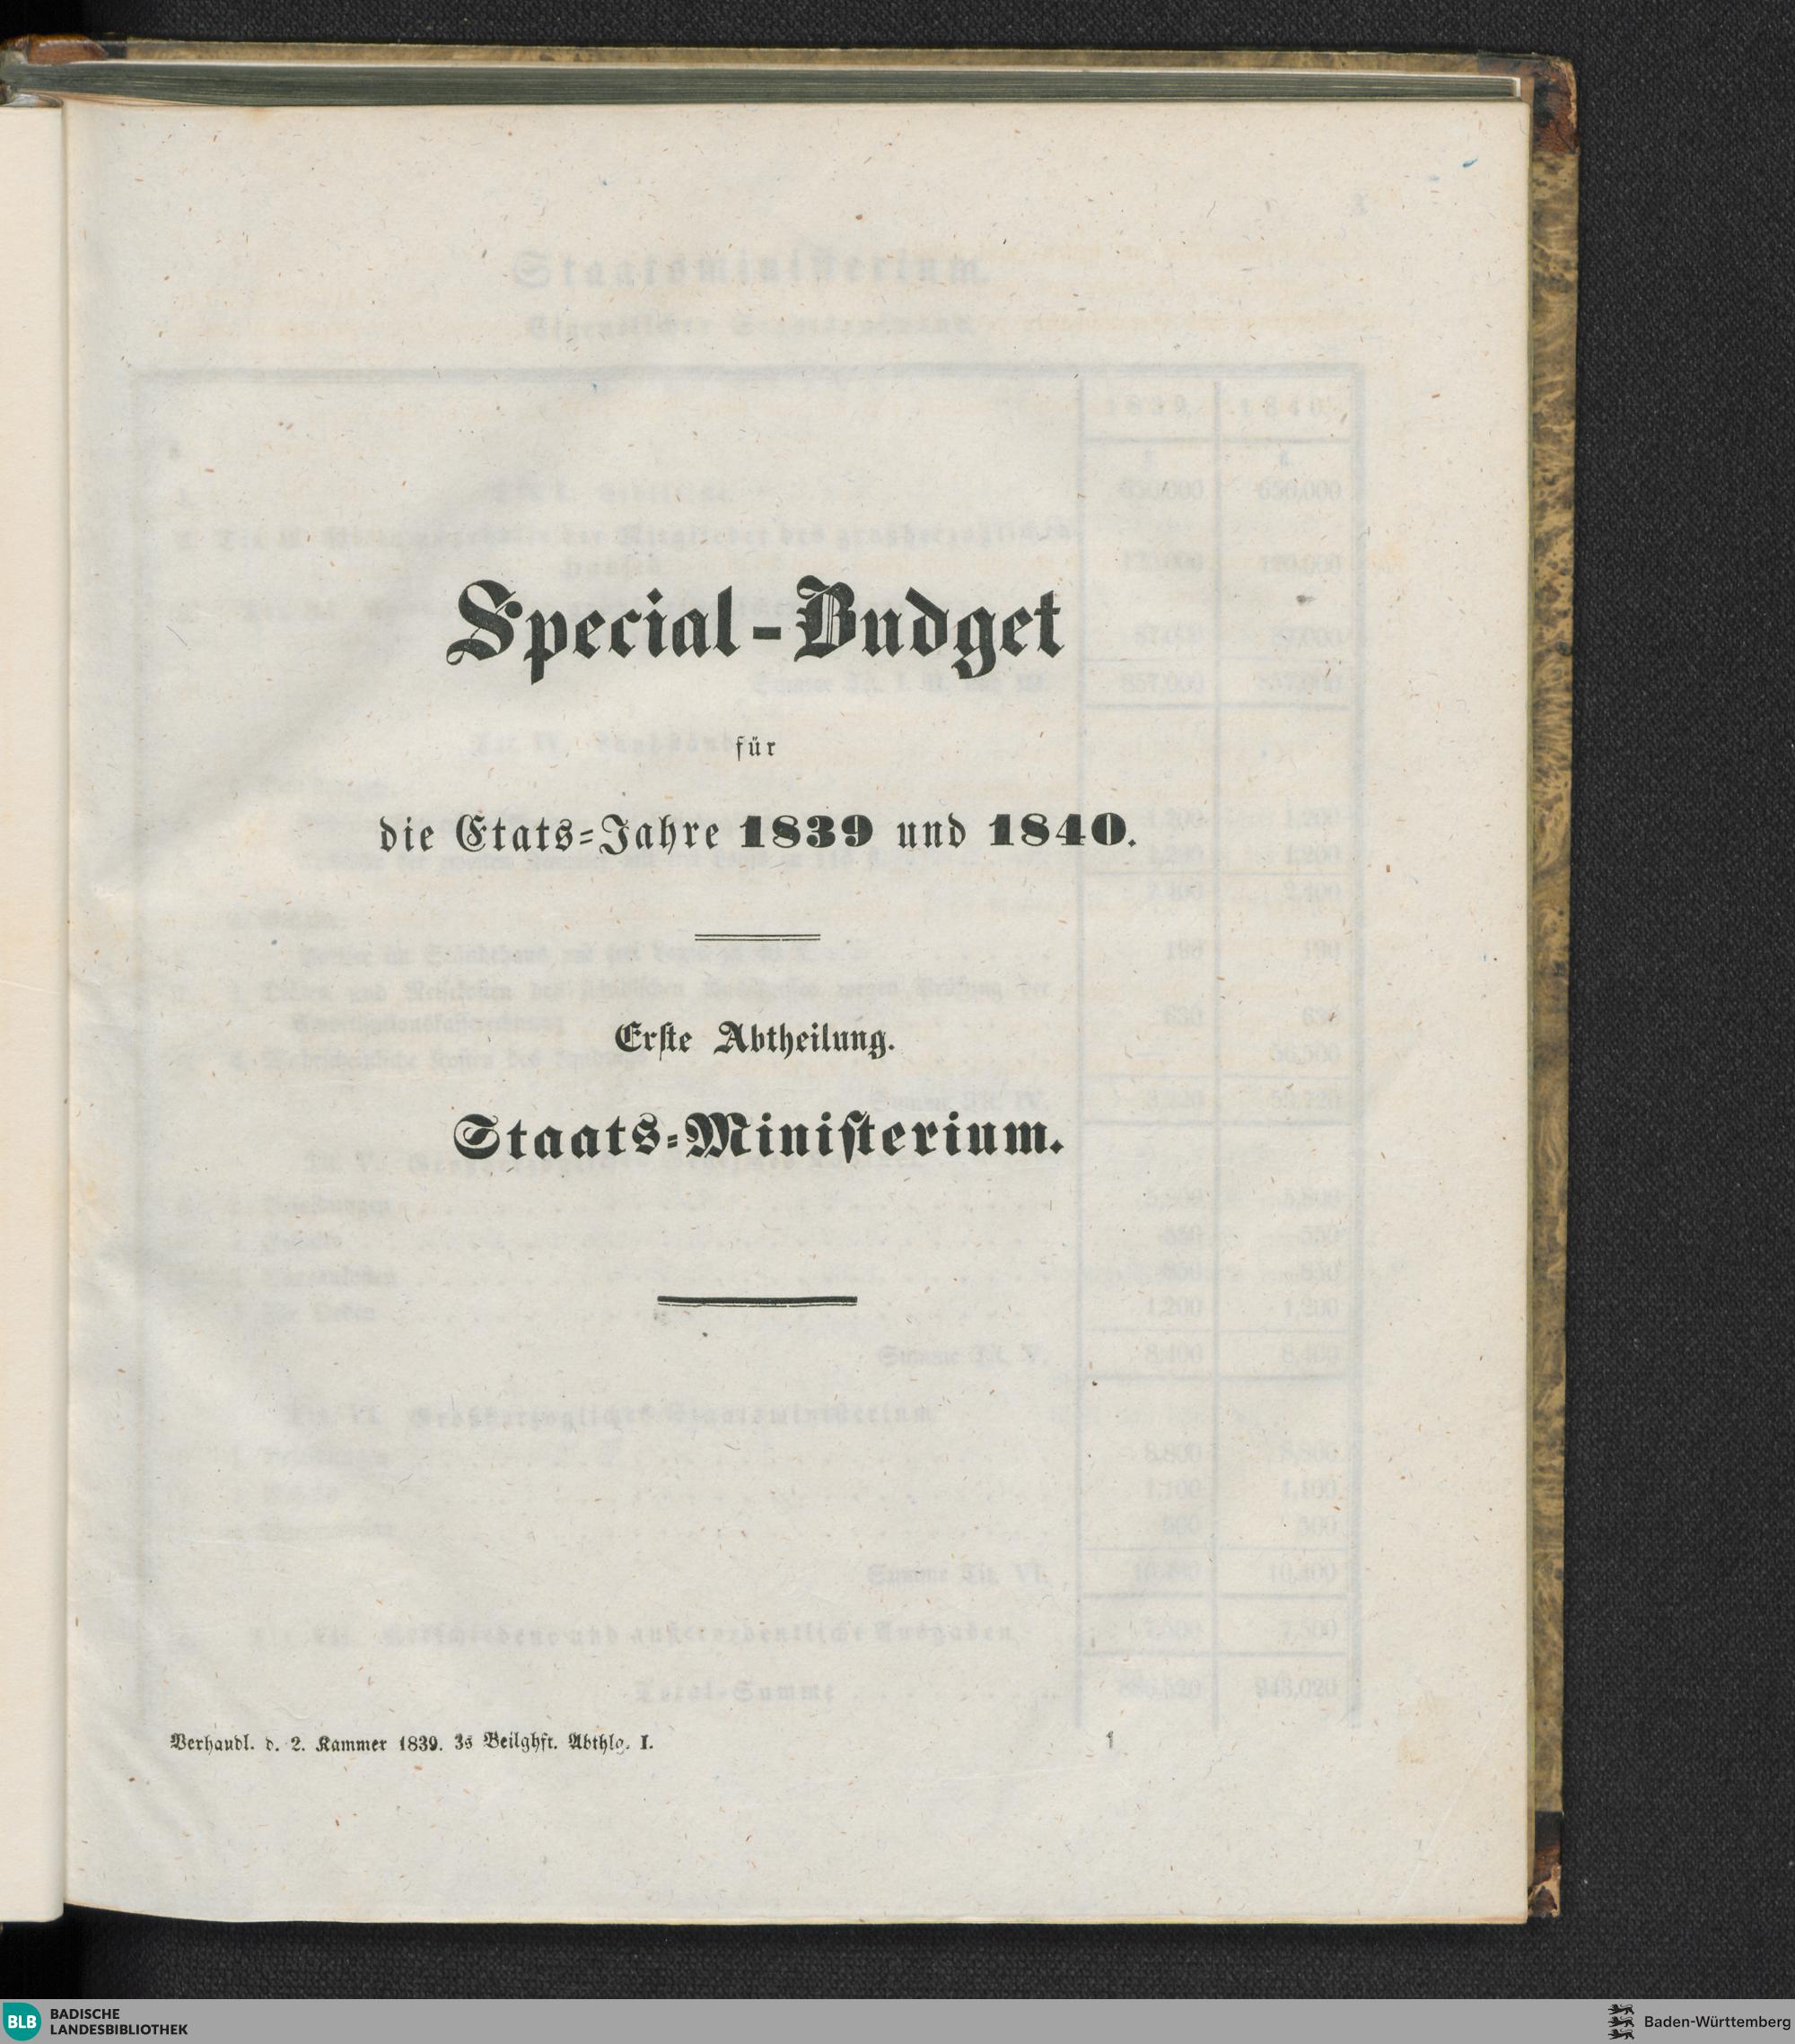 Special-Budget
für
die Etats-Jahre 1839 und 1840.
Erste Abtheilung.
Staats-Ministerium.
Verhandl. d. 2. Kammer 1839. 3s Beilghft. Abthlg. I.
1
BLB
BADISCHE
LANDESBIBLIOTHEK
Baden-Württemberg